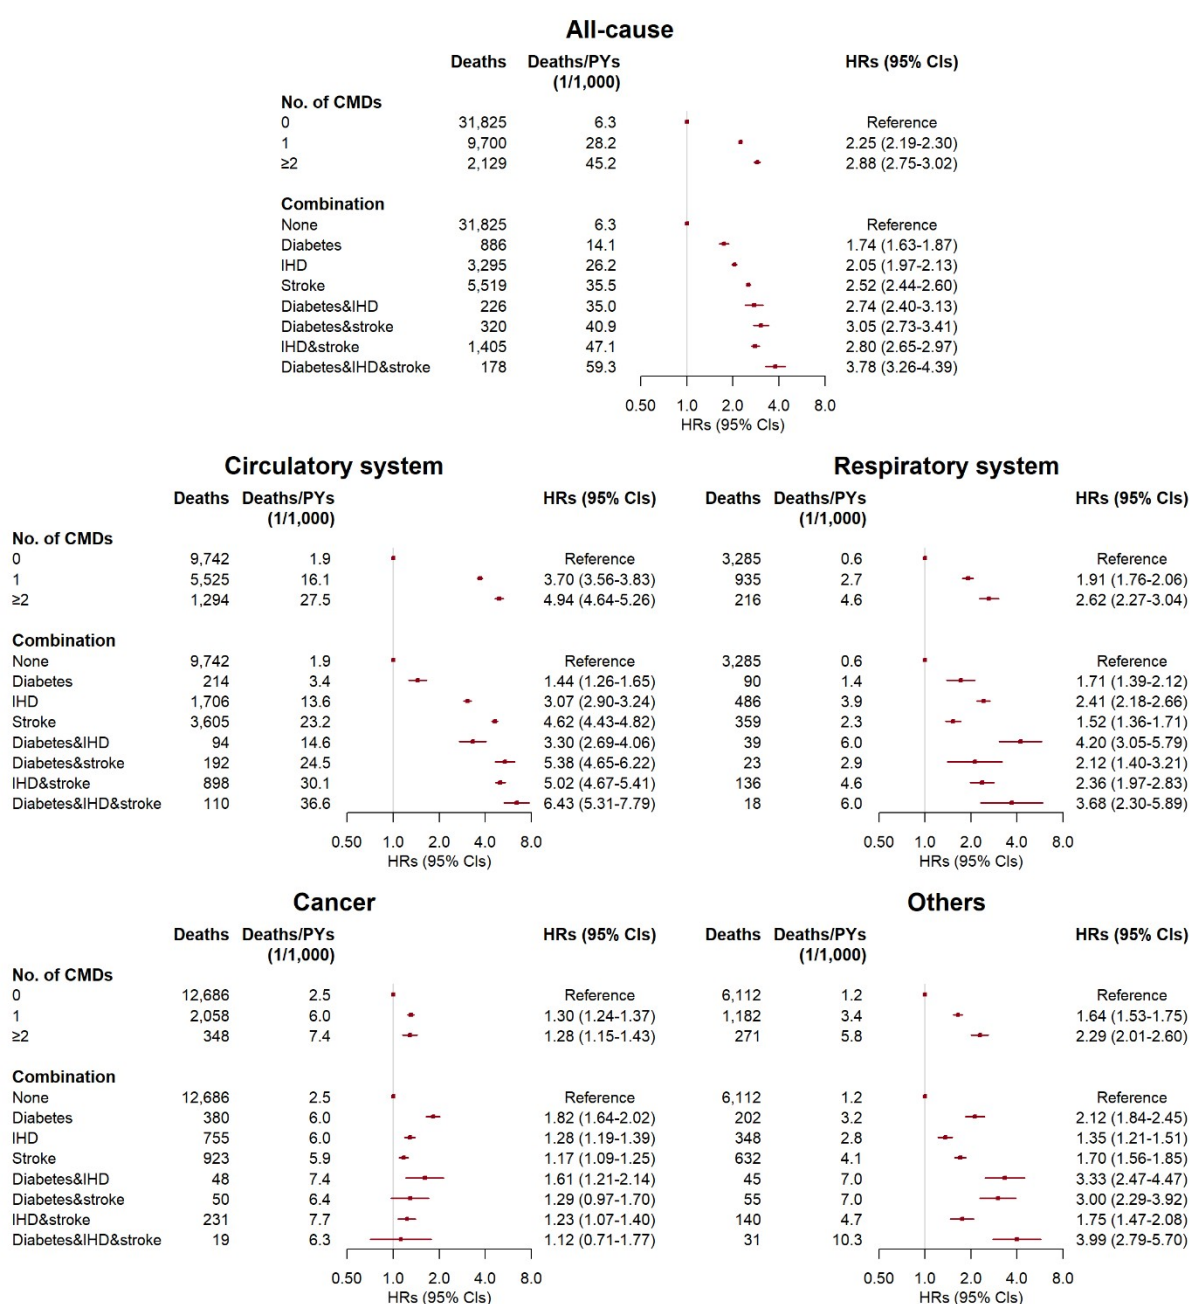 All-cause
Deaths Deaths/PYs HRs (95% CIs)
(1/1,000)
No. of CMDs
0 31,825 6.3 Reference
1 9,700 28.2 2.25 (2.19-2.30)
≥2 2,129 45.2 2.88 (2.75-3.02)
Combination
None 31,825 6.3 Reference
Diabetes 886 14.1 1.74 (1.63-1.87)
IHD 3,295 26.2 2.05 (1.97-2.13)
Stroke 5,519 35.5 2.52 (2.44-2.60)
Diabetes&IHD 226 35.0 2.74 (2.40-3.13)
Diabetes&stroke 320 40.9 3.05 (2.73-3.41)
IHD&stroke 1,405 47.1 2.80 (2.65-2.97)
Diabetes&IHD&stroke 178 59.3 3.78 (3.26-4.39)
0.50 1.0 2.0 4.0 8.0
HRs (95% CIs)
Circulatory system
Deaths Deaths/PYs HRs (95% CIs)
(1/1,000)
No. of CMDs
0 9,742 1.9 Reference
1 5,525 16.1 3.70 (3.56-3.83)
≥2 1,294 27.5 4.94 (4.64-5.26)
Combination
None 9,742 1.9 Reference
Diabetes 214 3.4 1.44 (1.26-1.65)
IHD 1,706 13.6 3.07 (2.90-3.24)
Stroke 3,605 23.2 4.62 (4.43-4.82)
Diabetes&IHD 94 14.6 3.30 (2.69-4.06)
Diabetes&stroke 192 24.5 5.38 (4.65-6.22)
IHD&stroke 898 30.1 5.02 (4.67-5.41)
Diabetes&IHD&stroke 110 36.6 6.43 (5.31-7.79)
0.50 1.0 2.0 4.0 8.0
HRs (95% CIs)
Respiratory system
Deaths Deaths/PYs HRs (95% CIs)
(1/1,000)
3,285 0.6 Reference
935 2.7 1.91 (1.76-2.06)
216 4.6 2.62 (2.27-3.04)
3,285 0.6 Reference
90 1.4 1.71 (1.39-2.12)
486 3.9 2.41 (2.18-2.66)
359 2.3 1.52 (1.36-1.71)
39 6.0 4.20 (3.05-5.79)
23 2.9 2.12 (1.40-3.21)
136 4.6 2.36 (1.97-2.83)
18 6.0 3.68 (2.30-5.89)
0.50 1.0 2.0 4.0 8.0
HRs (95% CIs)
Cancer
Deaths Deaths/PYs HRs (95% CIs)
(1/1,000)
No. of CMDs
0 12,686 2.5 Reference
1 2,058 6.0 1.30 (1.24-1.37)
≥2 348 7.4 1.28 (1.15-1.43)
Combination
None 12,686 2.5 Reference
Diabetes 380 6.0 1.82 (1.64-2.02)
IHD 755 6.0 1.28 (1.19-1.39)
Stroke 923 5.9 1.17 (1.09-1.25)
Diabetes&IHD 48 7.4 1.61 (1.21-2.14)
Diabetes&stroke 50 6.4 1.29 (0.97-1.70)
IHD&stroke 231 7.7 1.23 (1.07-1.40)
Diabetes&IHD&stroke 19 6.3 1.12 (0.71-1.77)
0.50 1.0 2.0 4.0 8.0
HRs (95% CIs)
Others
Deaths Deaths/PYs HRs (95% CIs)
(1/1,000)
6,112 1.2 Reference
1,182 3.4 1.64 (1.53-1.75)
271 5.8 2.29 (2.01-2.60)
6,112 1.2 Reference
202 3.2 2.12 (1.84-2.45)
348 2.8 1.35 (1.21-1.51)
632 4.1 1.70 (1.56-1.85)
45 7.0 3.33 (2.47-4.47)
55 7.0 3.00 (2.29-3.92)
140 4.7 1.75 (1.47-2.08)
31 10.3 3.99 (2.79-5.70)
0.50 1.0 2.0 4.0 8.0
HRs (95% CIs)